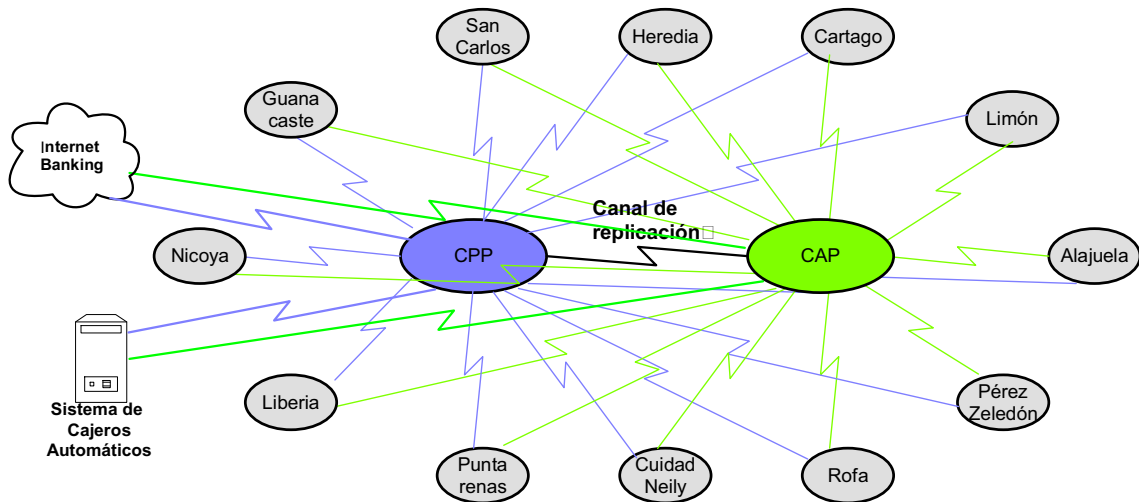 San
Carlos
Heredia
Cartago
Guana
caste
Limón
Internet
Banking
Canal de
replicación
Nicoya
CPP
CAP
Alajuela
Sistema de
Cajeros
Automáticos
Liberia
Pérez
Zeledón
Punta
renas
Cuidad
Neily
Rofa